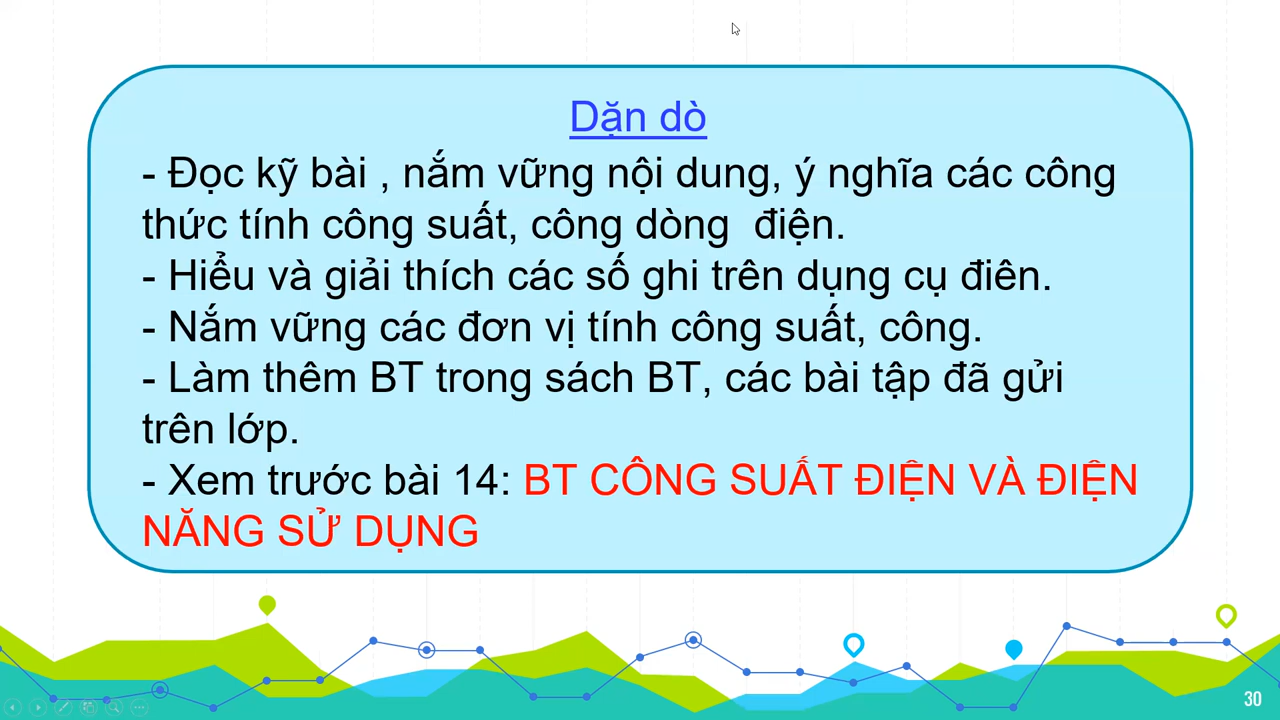 Dặn dò
- Đọc kỹ bài , nắm vững nội dung, ý nghĩa các công
thức tính công suất, công dòng  điện.
- Hiểu và giải thích các số ghi trên dụng cụ điên.
- Nắm vững các đơn vị tính công suất, công.
- Làm thêm BT trong sách BT, các bài tập đã gửi
trên lớp.
- Xem trước bài 14: BT CÔNG SUẤT ĐIỆN VÀ ĐIỆN
NĂNG SỬ DỤNG
30